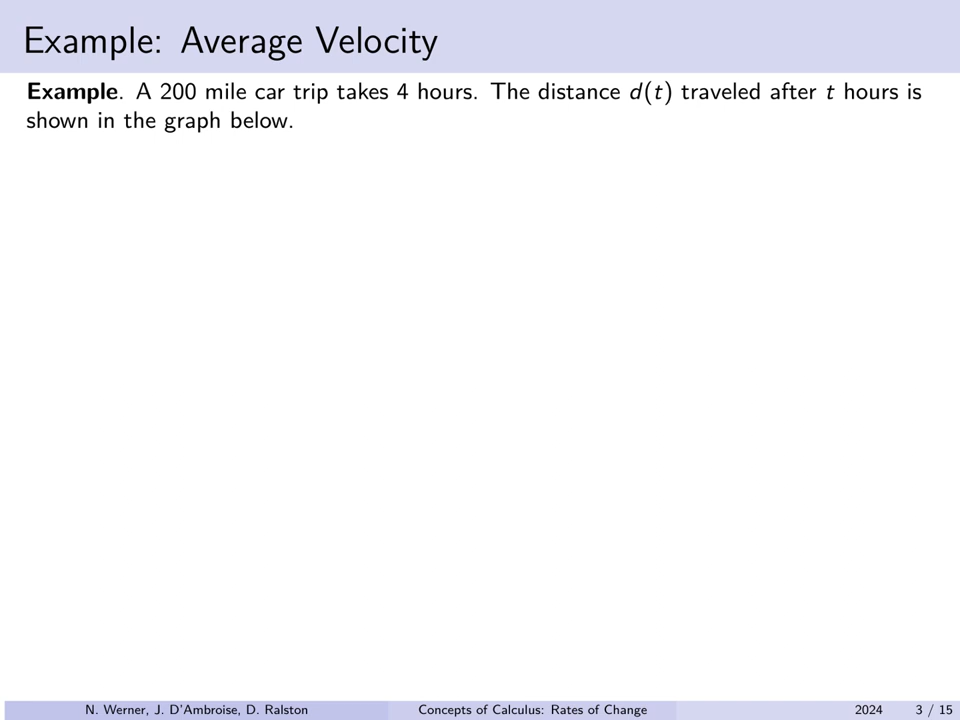 Example: Average Velocity
Example. A 200 mile car trip takes 4 hours. The distance d(t) traveled after t hours is
shown in the graph below.
N. Werner, J. D'Ambroise, D. Ralston Concepts of Calculus: Rates of Change 2024 3 / 15